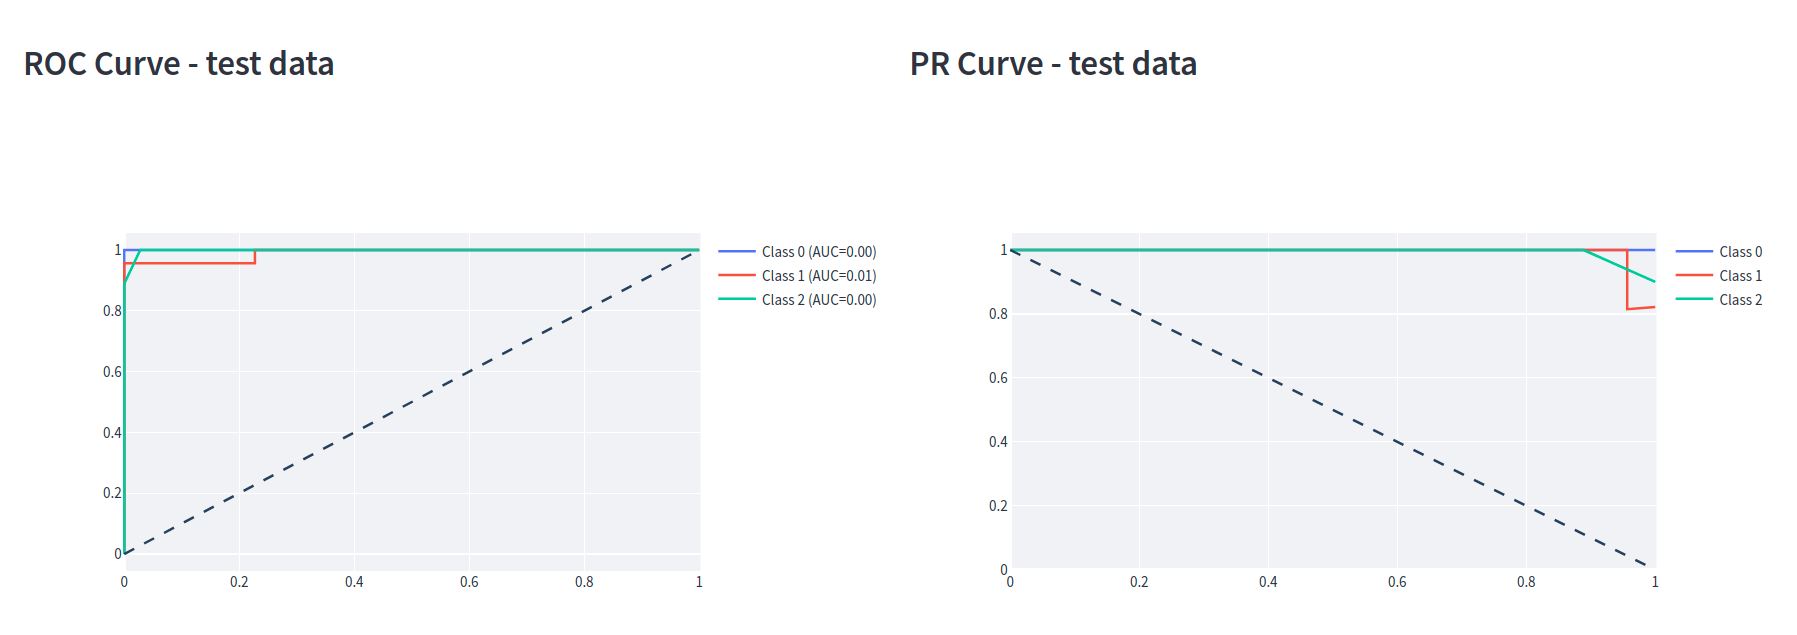 ROC Curve - test data
1
0.8
0.6
0.4
0.2
0
0 0.2 0.4 0.6 0.8 1
Class 0 (AUC=0.00)
Class 1 (AUC=0.01)
Class 2 (AUC=0.00)
PR Curve - test data
1
0.8
0.6
0.4
0.2
0
0 0.2 0.4 0.6 0.8 1
Class 0
Class 1
Class 2